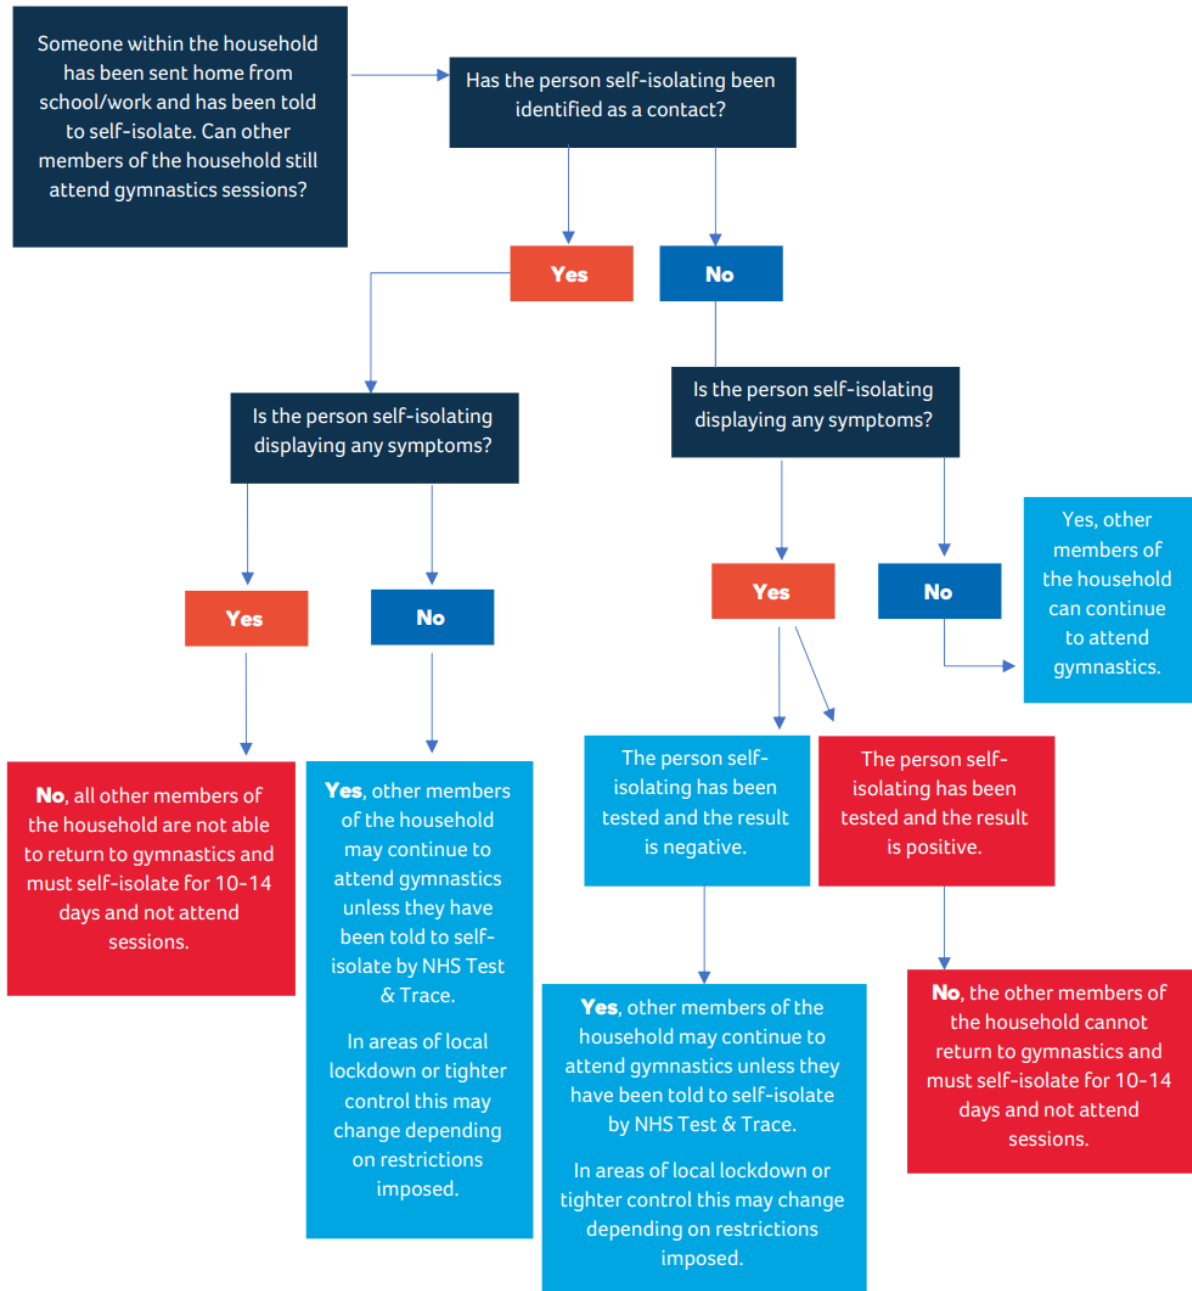 Someone within the household
has been sent home from
school/work and has been told
to self-isolate. Can other
members of the household still
attend gymnastics sessions?
Has the person self-isolating been
identified as a contact?
Yes
No
Is the person self-isolating
displaying any symptoms?
Is the person self-isolating
displaying any symptoms?
Yes
No
Yes
No
Yes, other
members of
the household
can continue
to attend
gymnastics.
No, all other members of
the household are not able
to return to gymnastics and
must self-isolate for 10-14
days and not attend
sessions.
Yes, other members
of the household
may continue to
attend gymnastics
unless they have
been told to self-
isolate by NHS Test
& Trace.
In areas of local
lockdown or tighter
control this may
change depending
on restrictions
imposed.
The person self-
isolating has been
tested and the result
is negative.
The person self-
isolating has been
tested and the result
is positive.
Yes, other members of the
household may continue to
attend gymnastics unless they
have been told to self-isolate
by NHS Test & Trace.
In areas of local lockdown or
tighter control this may change
depending on restrictions
imposed.
No, the other members of
the household cannot
return to gymnastics and
must self-isolate for 10-14
days and not attend
sessions.